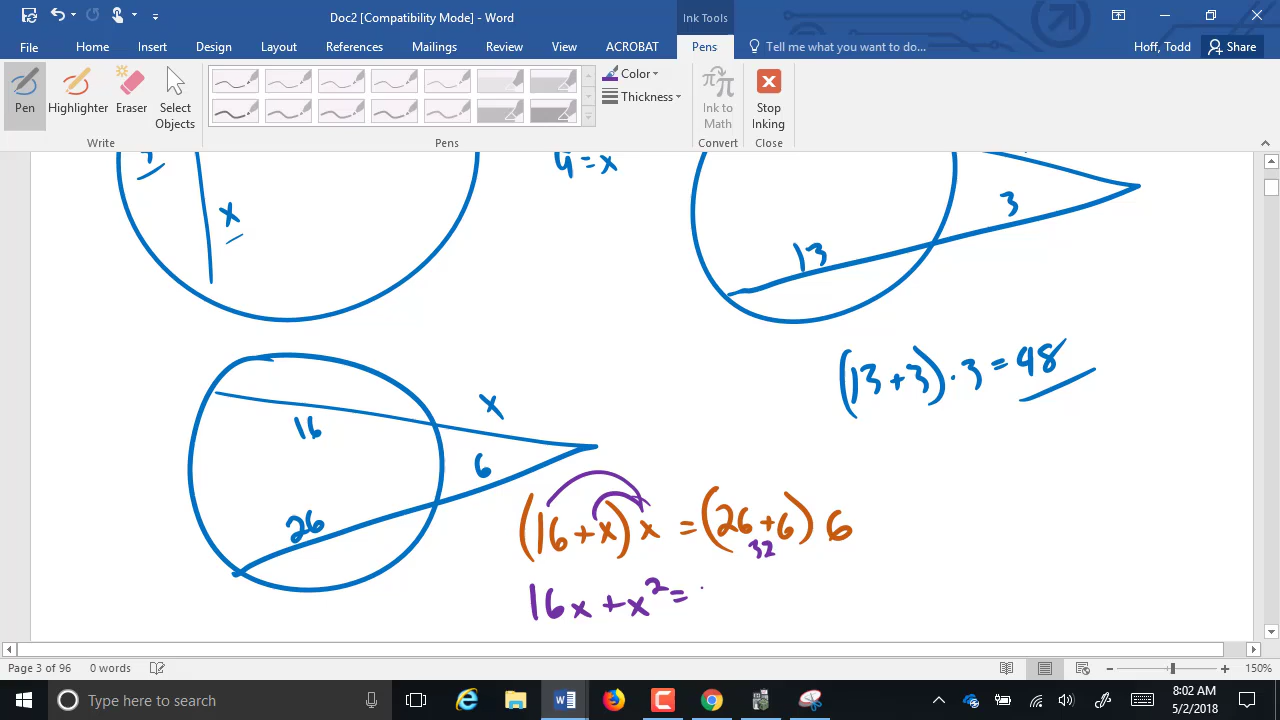 Doc2 [Compatibility Mode] - Word
Ink Tools
File Home Insert Design Layout References Mailings Review View ACROBAT Pens Tell me what you want to do... Hoff, Todd Share
Pen Highlighter Eraser Select Objects
Color
Thickness
Ink to Math
Stop Inking
Write Pens Convert Close
4 = x
x
3
13
(13 + 3) · 3 = 48
x
16
6
26
(16 + x) x = (26 + 6) 6
32
16x + x² =
Page 3 of 96 0 words 150%
Type here to search
8:02 AM
5/2/2018